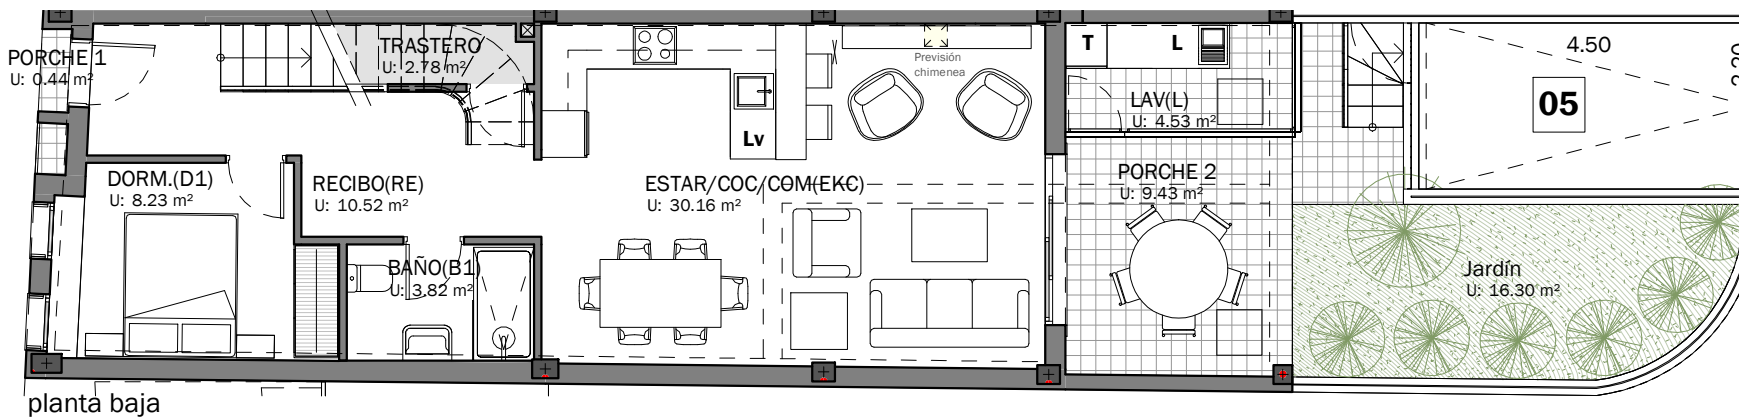 PORCHE 1
U: 0.44 m²
TRASTERO
U: 2.78 m²
Previsión
chimenea
T
L
4.50
05
LAV(L)
U: 4.53 m²
Lv
DORM.(D1)
U: 8.23 m²
RECIBO(RE)
U: 10.52 m²
ESTAR/COC/COM(EKC)
U: 30.16 m²
PORCHE 2
U: 9.43 m²
BAÑO(B1)
U: 3.82 m²
Jardín
U: 16.30 m²
planta baja